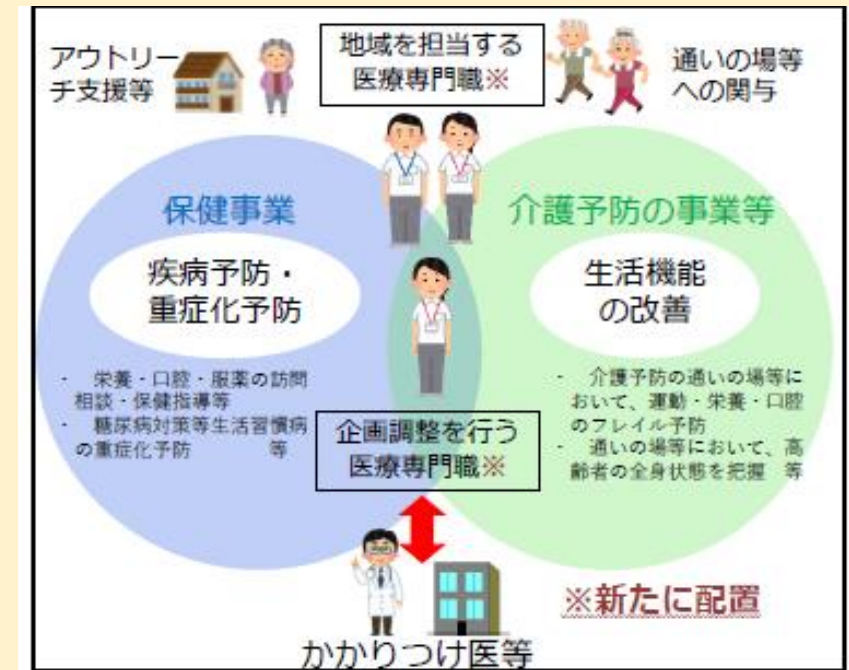 アウトリー
チ支援等
地域を担当する
医療専門職※
通いの場等
への関与
保健事業
疾病予防・
重症化予防
- 栄養・口腔・服薬の訪問
相談・保健指導等
- 糖尿病対策等生活習慣病
の重症化予防 等
介護予防の事業等
生活機能
の改善
- 介護予防の通いの場等に
おいて、運動・栄養・口腔
のフレイル予防
- 通いの場等において、高
齢者の全身状態を把握 等
企画調整を行う
医療専門職※
かかりつけ医等
※新たに配置